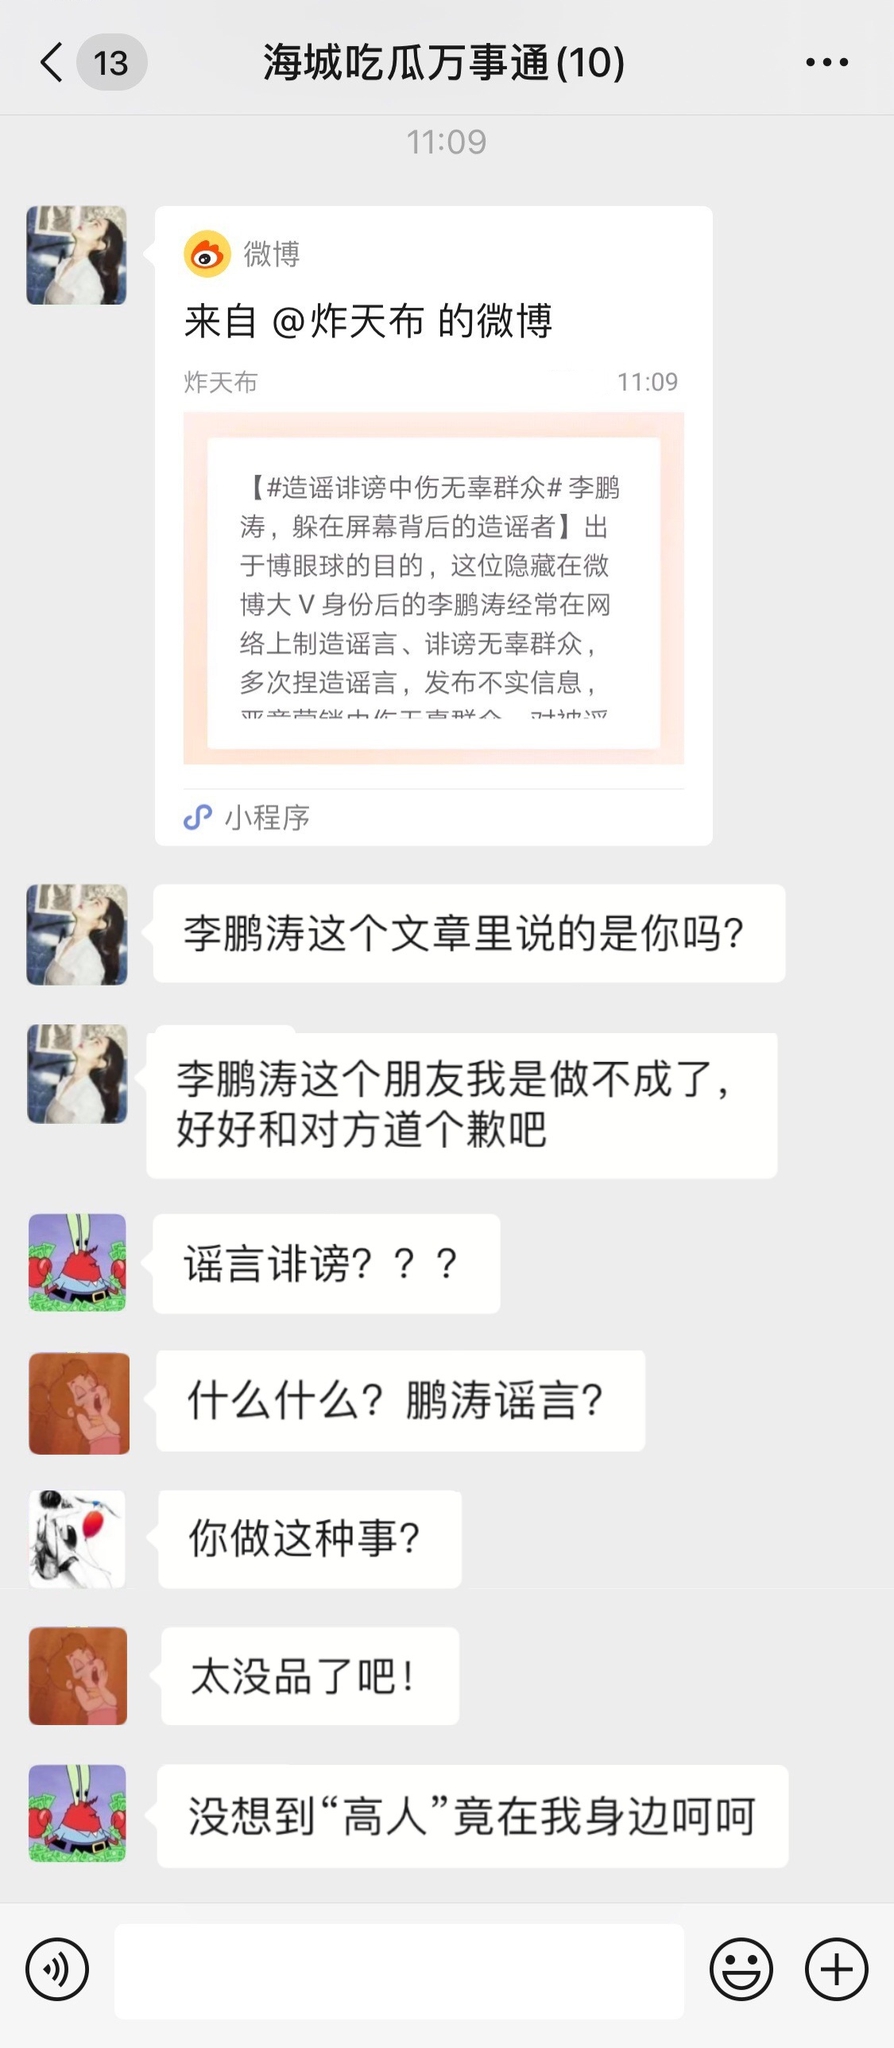 13
海城吃瓜万事通(10)
11:09
微博
来自 @炸天布 的微博
炸天布 11:09
【#造谣诽谤中伤无辜群众# 李鹏
涛，躲在屏幕背后的造谣者】出
于博眼球的目的，这位隐藏在微
博大 V 身份后的李鹏涛经常在网
络上制造谣言、诽谤无辜群众，
多次捏造谣言，发布不实信息，
小程序
李鹏涛这个文章里说的是你吗？
李鹏涛这个朋友我是做不成了，
好好和对方道个歉吧
谣言诽谤？？？
什么什么？鹏涛谣言？
你做这种事？
太没品了吧！
没想到“高人”竟在我身边呵呵